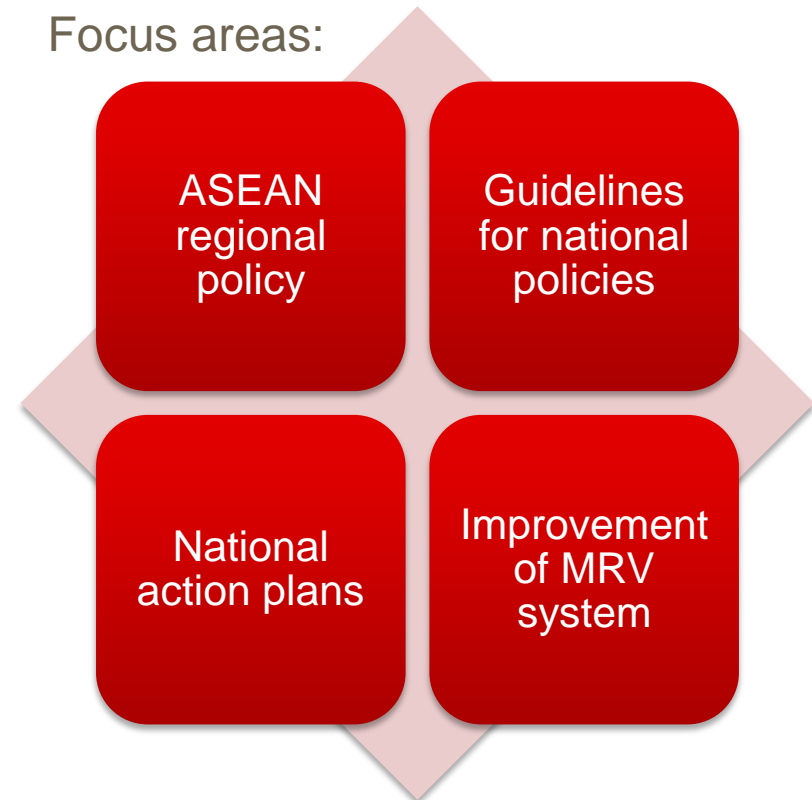 Focus areas:
ASEAN
regional
policy
Guidelines
for national
policies
National
action plans
Improvement
of MRV
system